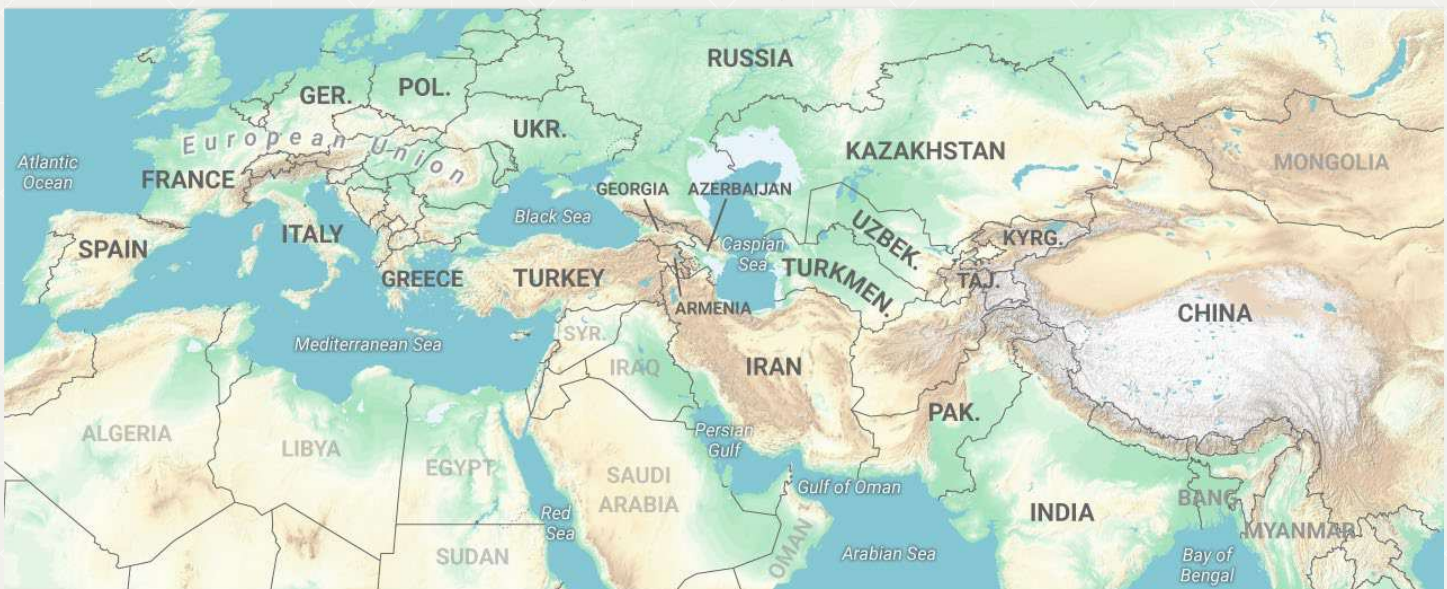 RUSSIA
GER.
POL.
European Union
UKR.
KAZAKHSTAN
Atlantic
Ocean
FRANCE
MONGOLIA
GEORGIA
AZERBAIJAN
Black Sea
SPAIN
ITALY
UZBEK.
KYRG.
Caspian
Sea
GREECE
TURKEY
TURKMEN.
TAJ.
ARMENIA
CHINA
Mediterranean Sea
SYR.
IRAQ
IRAN
PAK.
ALGERIA
LIBYA
EGYPT
Persian
Gulf
SAUDI
ARABIA
Gulf of Oman
BANG.
INDIA
Red
Sea
MYANMAR
SUDAN
OMAN
Arabian Sea
Bay of
Bengal